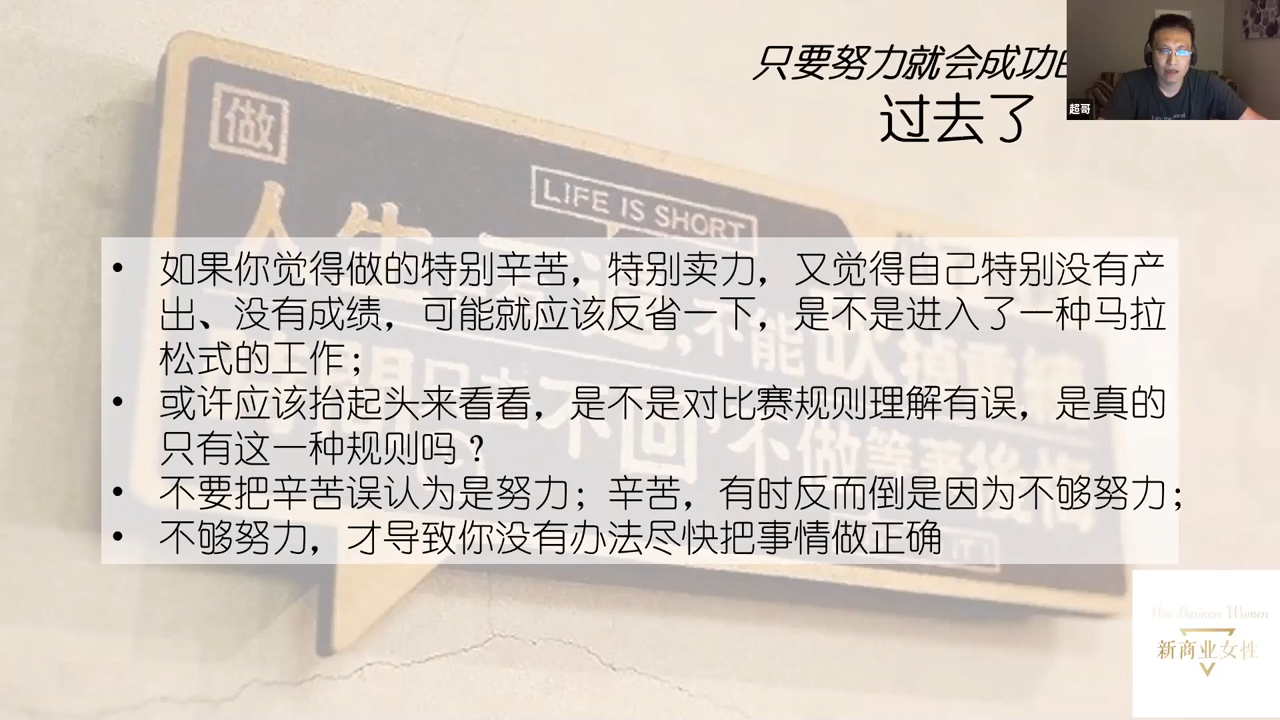 只要努力就会成功
过去了
超哥
做
LIFE IS SHORT
如果你觉得做的特别辛苦，特别卖力，又觉得自己特别没有产
出、没有成绩，可能就应该反省一下，是不是进入了一种马拉
松式的工作；
或许应该抬起头来看看，是不是对比赛规则理解有误，是真的
只有这一种规则吗？
不要把辛苦误认为是努力；辛苦，有时反而倒是因为不够努力；
不够努力，才导致你没有办法尽快把事情做正确
New Business Women
新商业女性